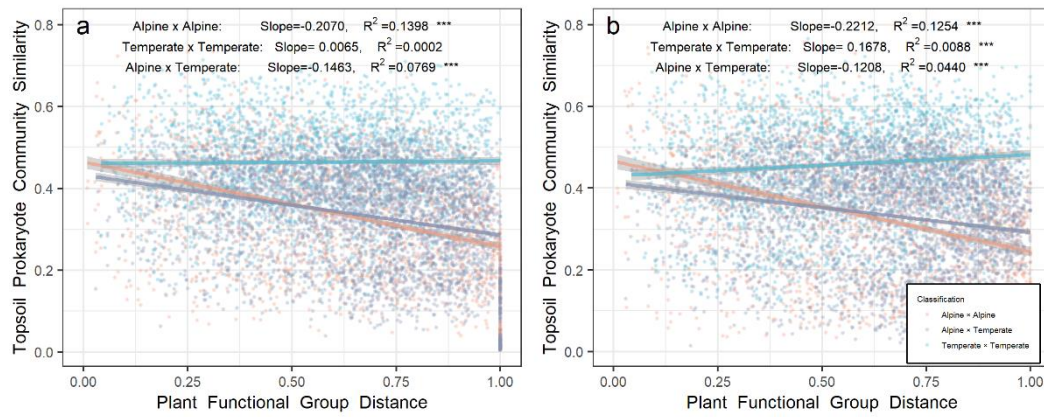 a
Alpine x Alpine: Slope=-0.2070, R2 =0.1398 ***
Temperate x Temperate: Slope= 0.0065, R2 =0.0002
Alpine x Temperate: Slope=-0.1463, R2 =0.0769 ***
Topsoil Prokaryote Community Similarity
0.8
0.6
0.4
0.2
0.0
0.00 0.25 0.50 0.75 1.00
Plant Functional Group Distance
b
Alpine x Alpine: Slope=-0.2212, R2 =0.1254 ***
Temperate x Temperate: Slope= 0,1678, R2 =0.0088 ***
Alpine x Temperate: Slope=-0.1208, R2 =0.0440 ***
Topsoil Prokaryote Community Similarity
0.8
0.6
0.4
0.2
0.0
0.00 0.25 0.50 0.75 1.00
Plant Functional Group Distance
Classification
Alpine × Alpine
Alpine × Temperate
Temperate × Temperate